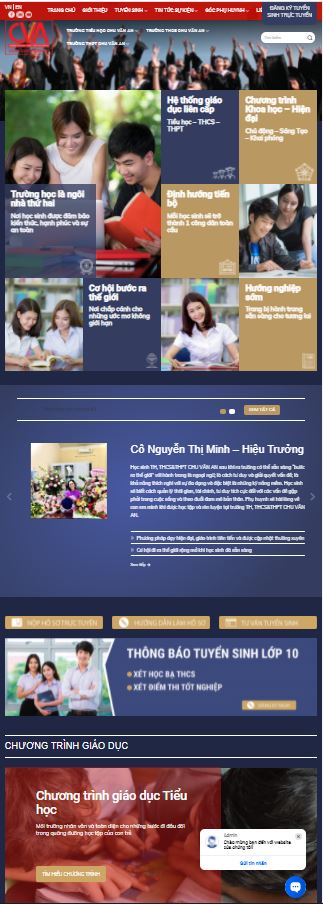 VN | EN
TRANG CHỦ GIỚI THIỆU TUYỂN SINH TIN TỨC SỰ KIỆN GÓC PHỤ HUYNH
ĐĂNG KÝ TUYỂN SINH TRỰC TUYẾN
CVA
TRƯỜNG TIỂU HỌC CHU VĂN AN TRƯỜNG THCS CHU VĂN AN
TRƯỜNG THPT CHU VĂN AN
Tìm kiếm
Hệ thống giáo
dục liên cấp
Tiểu học – THCS –
THPT
Chương trình
Khoa học – Hiện
đại
Chủ động – Sáng Tạo
– Khai phóng
Trường học là ngôi
nhà thứ hai
Nơi học sinh được đảm bảo
kiến thức, hạnh phúc và sự
an toàn
Định hướng tiến
bộ
Mỗi học sinh sẽ trở
thành 1 công dân toàn
cầu
Cơ hội bước ra
thế giới
Nơi chắp cánh cho
những ước mơ không
giới hạn
Hướng nghiệp
sớm
Trang bị hành trang
sẵn sàng cho tương lai
XEM TẤT CẢ
Cô Nguyễn Thị Minh – Hiệu Trưởng
Học sinh TH, THCS&THPT CHU VĂN AN sau khi ra trường có thể sẵn sàng "bước
ra thế giới" với hành trang là ngoại ngữ; là cách tư duy và giải quyết vấn đề; là
khả năng thích nghi với sự đa dạng và đặc biệt là những kỹ năng mềm. Học sinh
sẽ biết cách quản lý thời gian, tài chính, tư duy tích cực đối với các vấn đề gặp
phải trong cuộc sống và theo đuổi đam mê bản thân. Phụ huynh sẽ hài lòng về
con em mình khi được học tập và rèn luyện tại trường TH, THCS&THPT CHU VĂN
AN.
Phương pháp dạy hiện đại, giáo trình tiên tiến và được cập nhật thường xuyên
Cơ hội đi ra thế giới rộng mở khi học sinh đã sẵn sàng
Xem tiếp
NỘP HỒ SƠ TRỰC TUYẾN
HƯỚNG DẪN LÀM HỒ SƠ
TƯ VẤN TUYỂN SINH
THÔNG BÁO TUYỂN SINH LỚP 10
XÉT HỌC BẠ THCS
XÉT ĐIỂM THI TỐT NGHIỆP
ĐĂNG KÝ NGAY
CHƯƠNG TRÌNH GIÁO DỤC
Chương trình giáo dục Tiểu
học
Môi trường nhân văn và toàn diện cho những bước đi đầu đời
trong quãng đường học tập của con trẻ
TÌM HIỂU CHƯƠNG TRÌNH
Admin
Chào mừng bạn đến với website
của chúng tôi!
Gửi tin nhắn